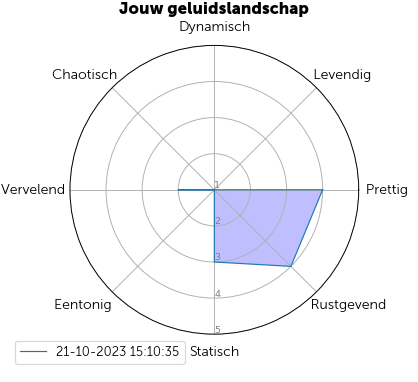 Jouw geluidslandschap
Dynamisch
Chaotisch
Levendig
Vervelend
1
Prettig
2
3
4
Eentonig
Rustgevend
5
21-10-2023 15:10:35
Statisch